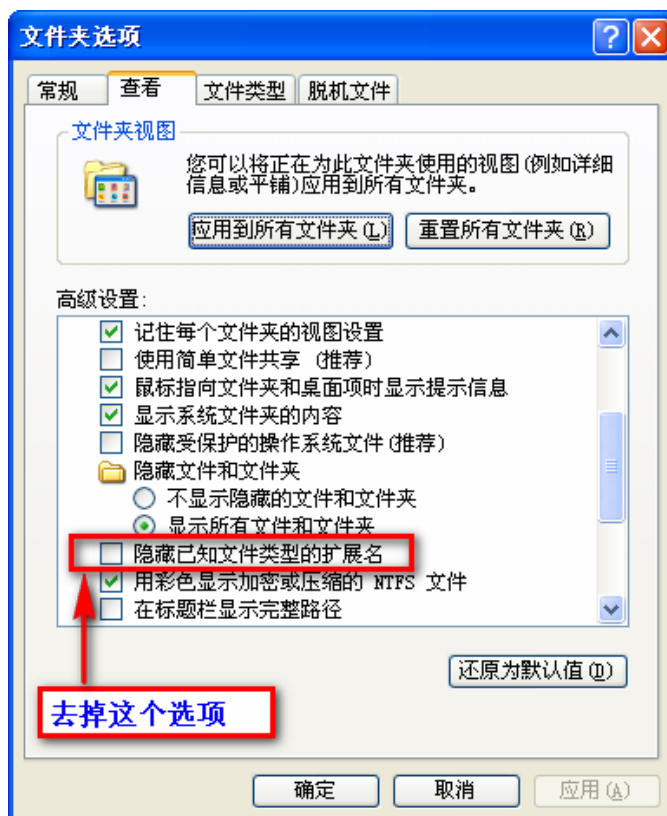 文件夹选项
常规 查看 文件类型 脱机文件
文件夹视图
您可以将正在为此文件夹使用的视图(例如详细
信息或平铺)应用到所有文件夹。
应用到所有文件夹(L) 重置所有文件夹(R)
高级设置:
记住每个文件夹的视图设置
使用简单文件共享 (推荐)
鼠标指向文件夹和桌面项时显示提示信息
显示系统文件夹的内容
隐藏受保护的操作系统文件(推荐)
隐藏文件和文件夹
不显示隐藏的文件和文件夹
显示所有文件和文件夹
隐藏已知文件类型的扩展名
用彩色显示加密或压缩的 NTFS 文件
在标题栏显示完整路径
还原为默认值(D)
去掉这个选项
确定 取消 应用(A)